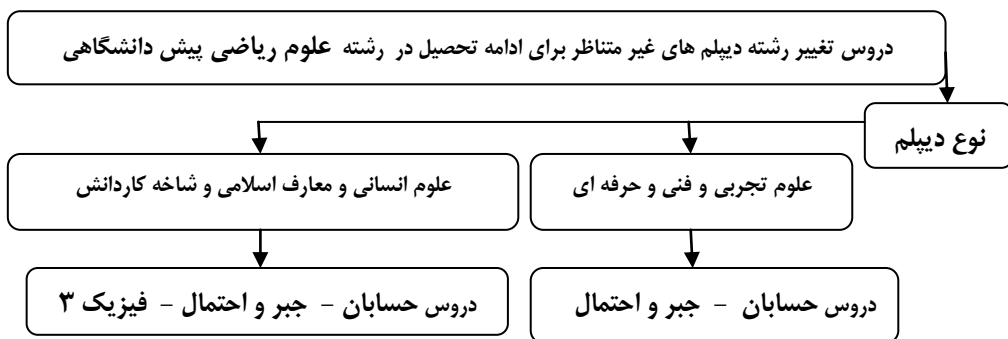 دروس تغییر رشته دیپلم های غیر متناظر برای ادامه تحصیل در رشته علوم ریاضی پیش دانشگاهی
نوع دیپلم
علوم تجربی و فنی و حرفه ای
علوم انسانی و معارف اسلامی و شاخه کاردانش
دروس حسابان - جبر و احتمال
دروس حسابان - جبر و احتمال - فیزیک ۳